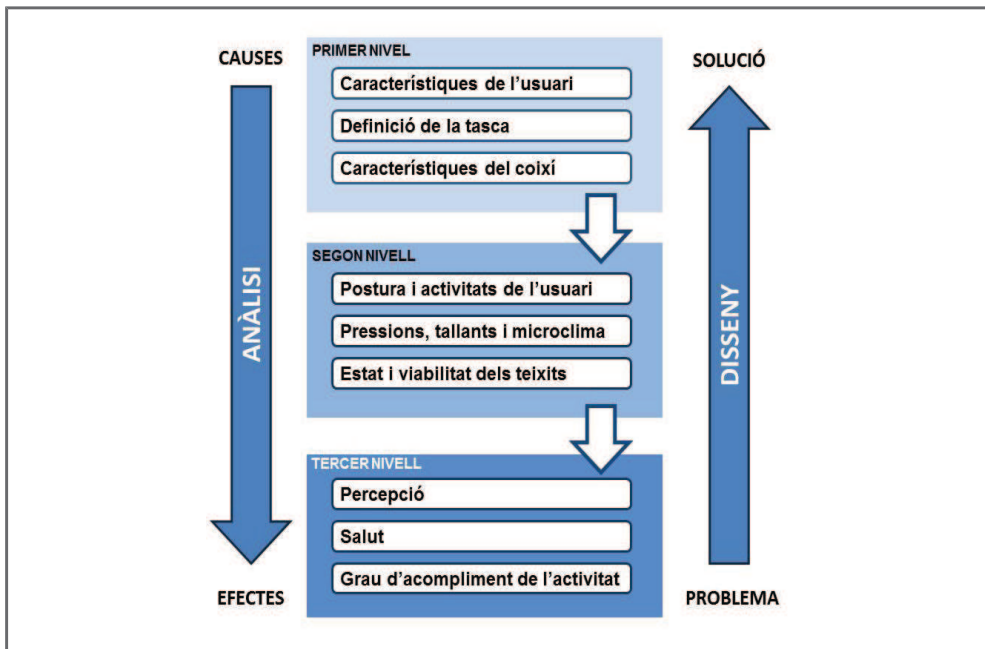 CAUSES
PRIMER NIVEL
SOLUCIÓ
Característiques de l'usuari
Definició de la tasca
Característiques del coixí
SEGON NIVELL
Postura i activitats de l'usuari
Pressions, tallants i microclima
Estat i viabilitat dels teixits
ANÀLISI
DISSENY
TERCER NIVELL
Percepció
Salut
Grau d'acompliment de l'activitat
EFECTES
PROBLEMA